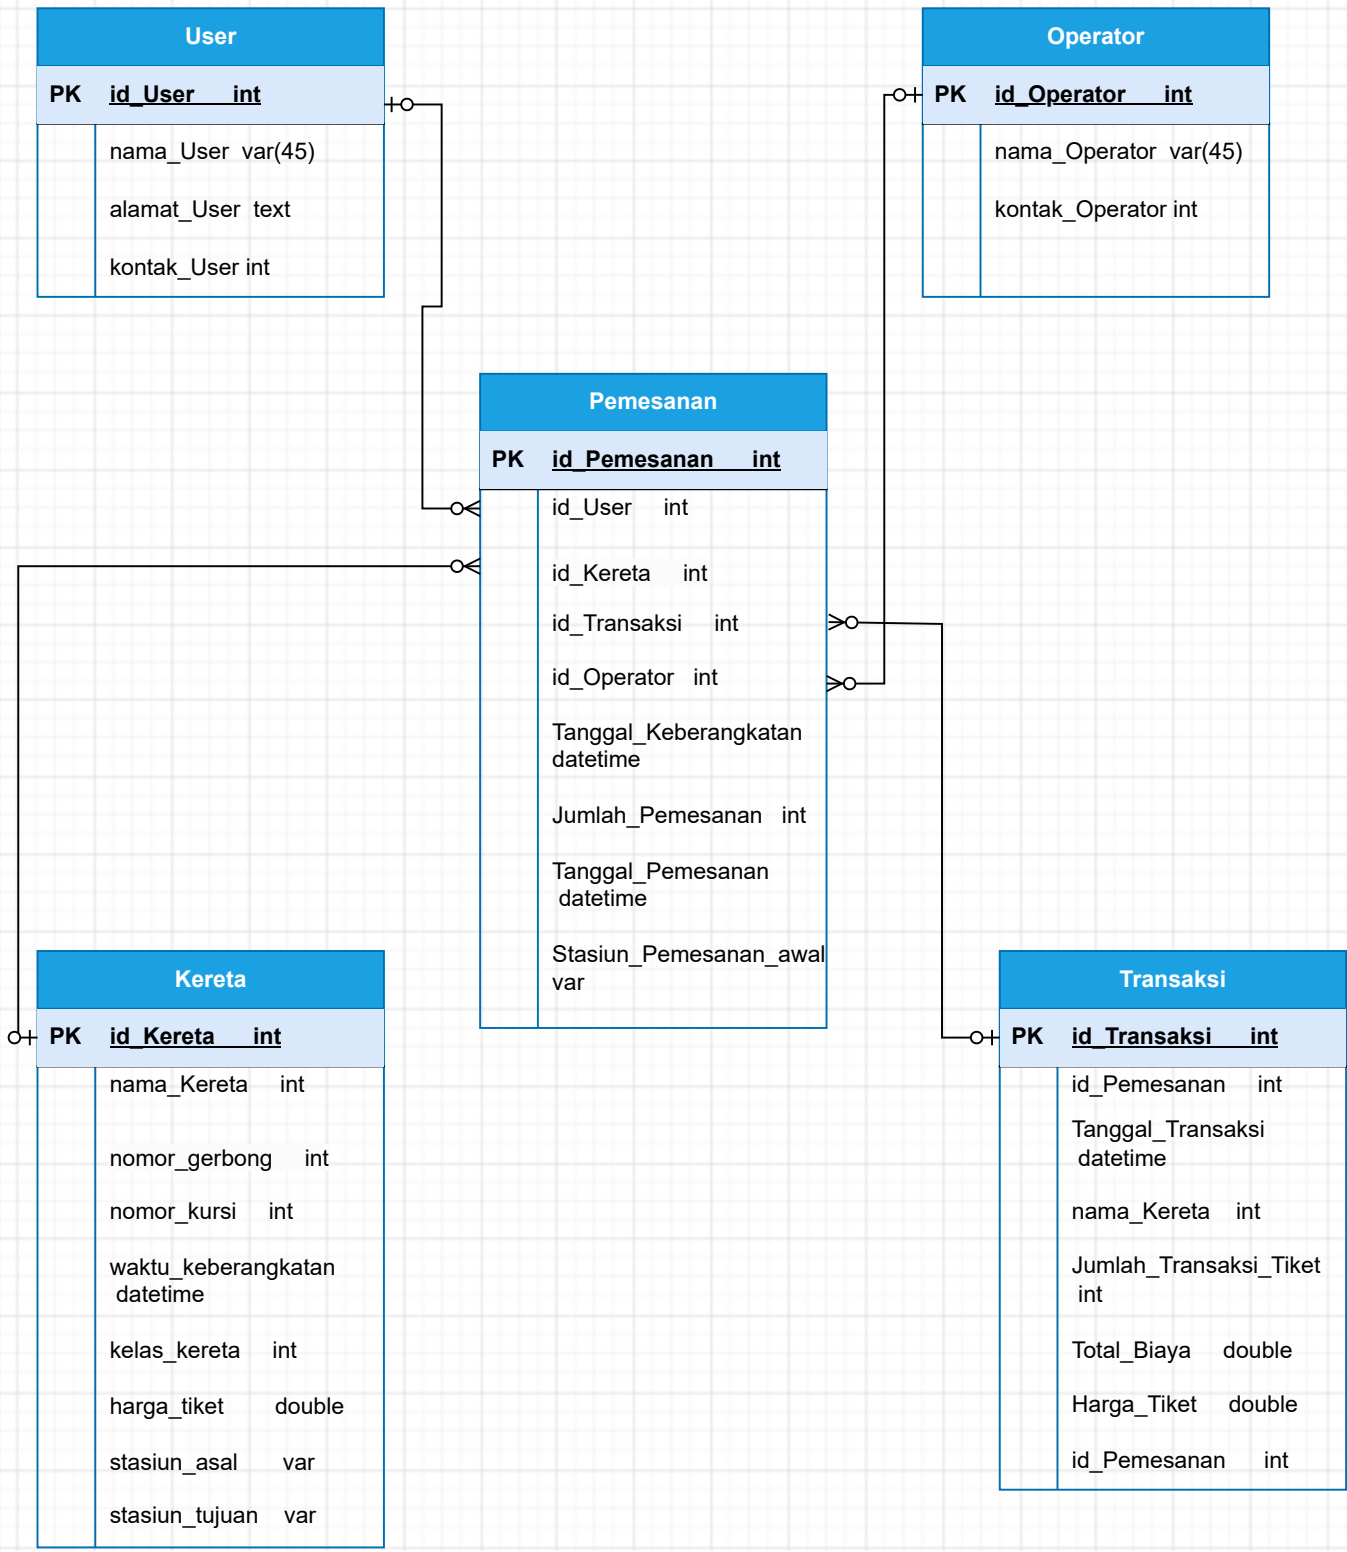 User
PK id_User int
nama_User var(45)
alamat_User text
kontak_User int
Operator
PK id_Operator int
nama_Operator var(45)
kontak_Operator int
Pemesanan
PK id_Pemesanan int
id_User int
id_Kereta int
id_Transaksi int
id_Operator int
Tanggal_Keberangkatan
datetime
Jumlah_Pemesanan int
Tanggal_Pemesanan
datetime
Stasiun_Pemesanan_awal
var
Kereta
PK id_Kereta int
nama_Kereta int
nomor_gerbong int
nomor_kursi int
waktu_keberangkatan
datetime
kelas_kereta int
harga_tiket double
stasiun_asal var
stasiun_tujuan var
Transaksi
PK id_Transaksi int
id_Pemesanan int
Tanggal_Transaksi
datetime
nama_Kereta int
Jumlah_Transaksi_Tiket
int
Total_Biaya double
Harga_Tiket double
id_Pemesanan int